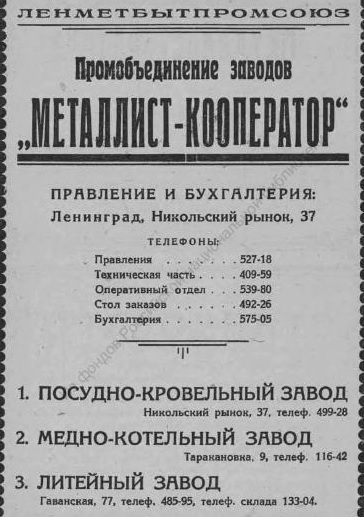 ЛЕНМЕТБЫТПРОМСОЮЗ
Промобъединение заводов
„МЕТАЛЛИСТ-КООПЕРАТОР“
ПРАВЛЕНИЕ И БУХГАЛТЕРИЯ:
Ленинград, Никольский рынок, 37
ТЕЛЕФОНЫ:
Правления . . . . . . . 527-18
Техническая часть . . . . 409-59
Оперативный отдел . . . 539-80
Стол заказов . . . . . . 492-26
Бухгалтерия . . . . . . 575-05
1. ПОСУДНО-КРОВЕЛЬНЫЙ ЗАВОД
Никольский рынок, 37, телеф. 499-28
2. МЕДНО-КОТЕЛЬНЫЙ ЗАВОД
Таракановка, 9, телеф. 116-42
3. ЛИТЕЙНЫЙ ЗАВОД
Гаванская, 77, телеф. 485-95, телеф. склада 133-04.